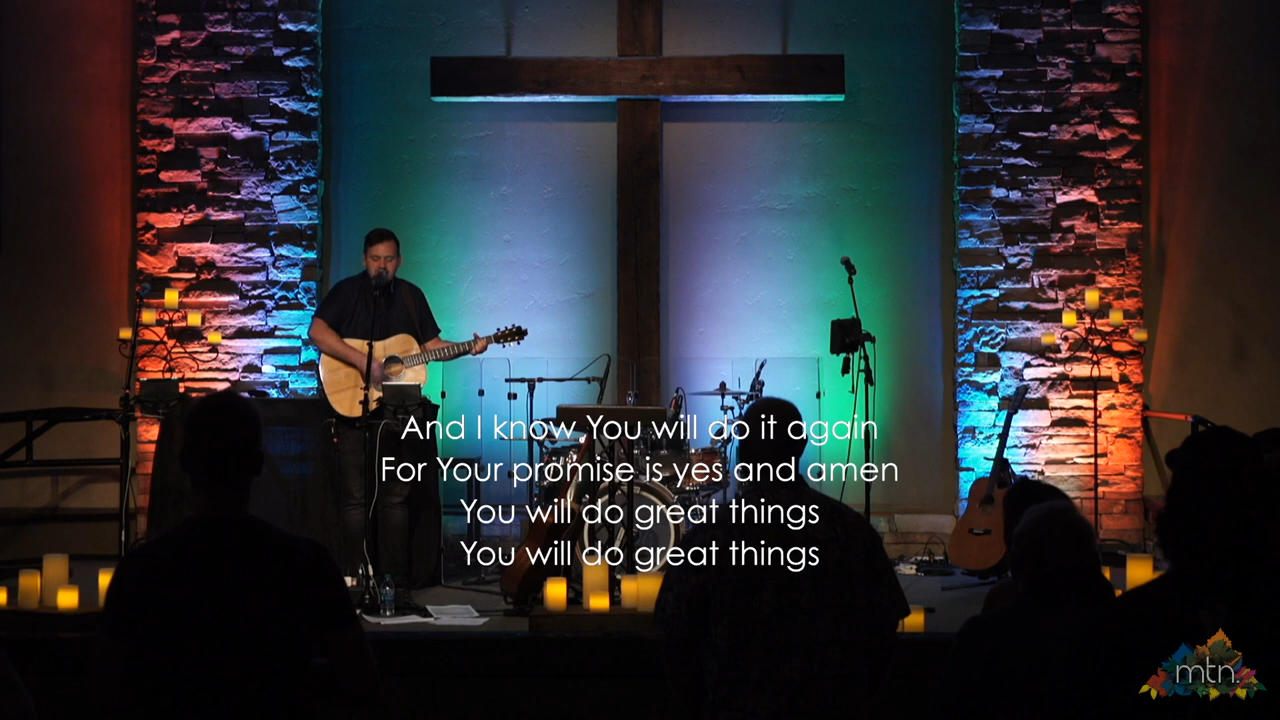 And I know You will do it again
For Your promise is yes and amen
You will do great things
You will do great things
mtn.